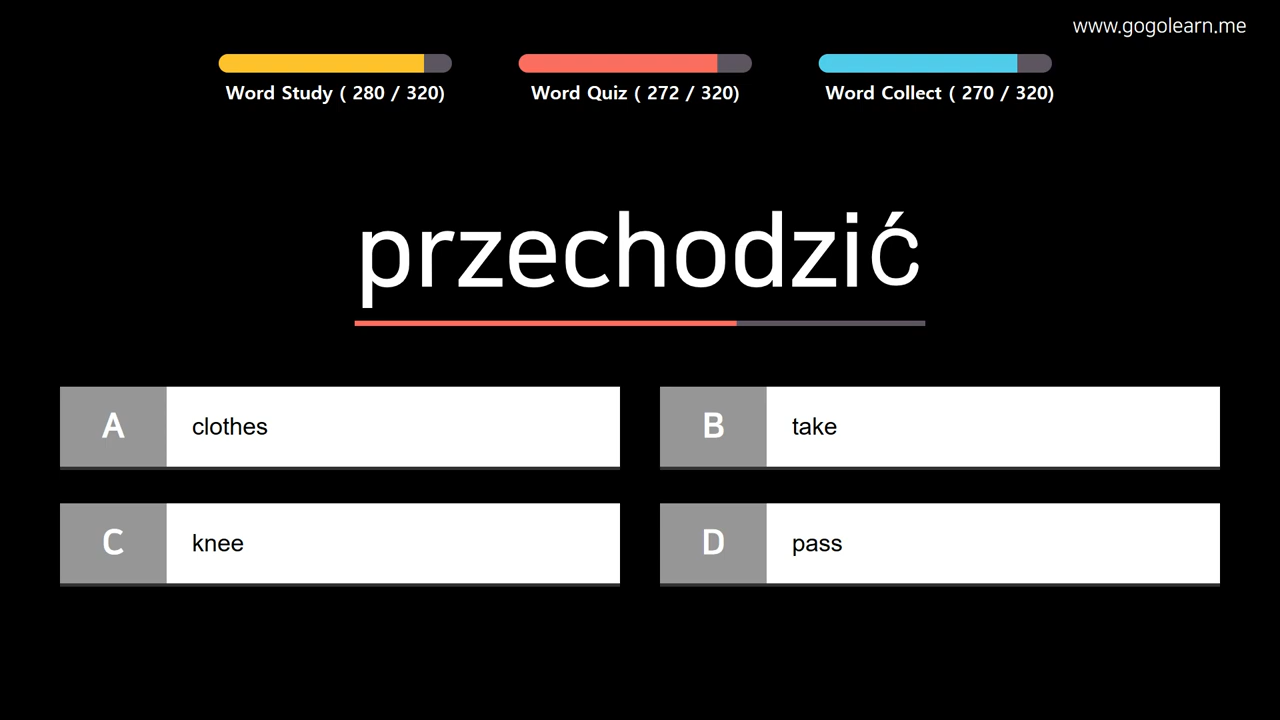 www.gogolearn.me
Word Study ( 280 / 320)
Word Quiz ( 272 / 320)
Word Collect ( 270 / 320)
przechodzić
A clothes
B take
C knee
D pass